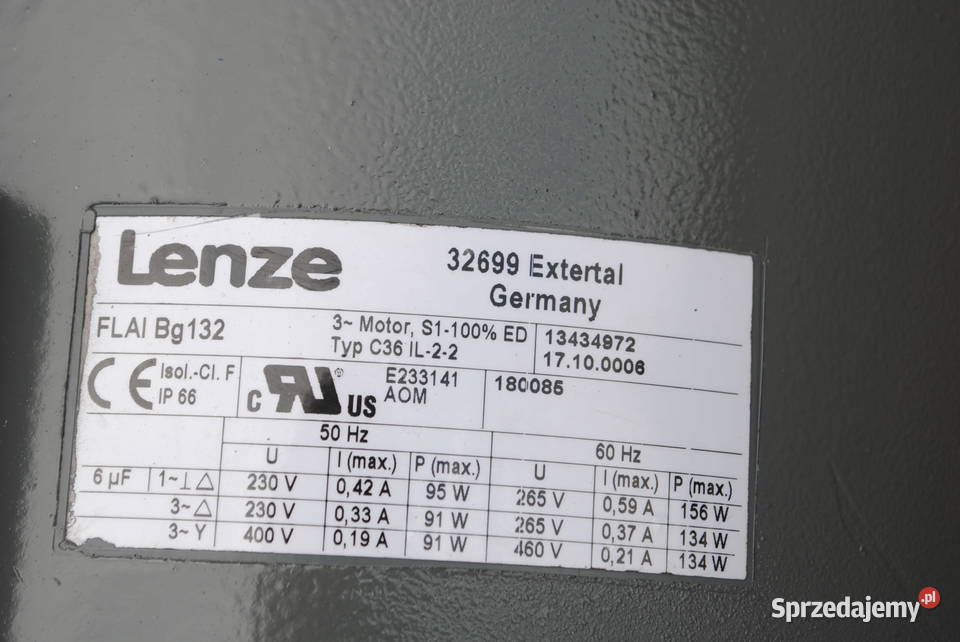 Lenze
32699 Extertal
Germany
FLAI Bg132
3~ Motor, S1-100% ED
Typ C36 IL-2-2
13434972
17.10.0006
CE
Isol.-Cl. F
IP 66
c RU ® US
E233141
AOM
180085
50 Hz
60 Hz
U I (max.) P (max.) U I (max.) P (max.)
6 µF 1~⊥ △ 230 V 0,42 A 95 W 265 V 0,59 A 156 W
3~ △ 230 V 0,33 A 91 W 265 V 0,37 A 134 W
3~ Y 400 V 0,19 A 91 W 460 V 0,21 A 134 W
Sprzedajemy.pl